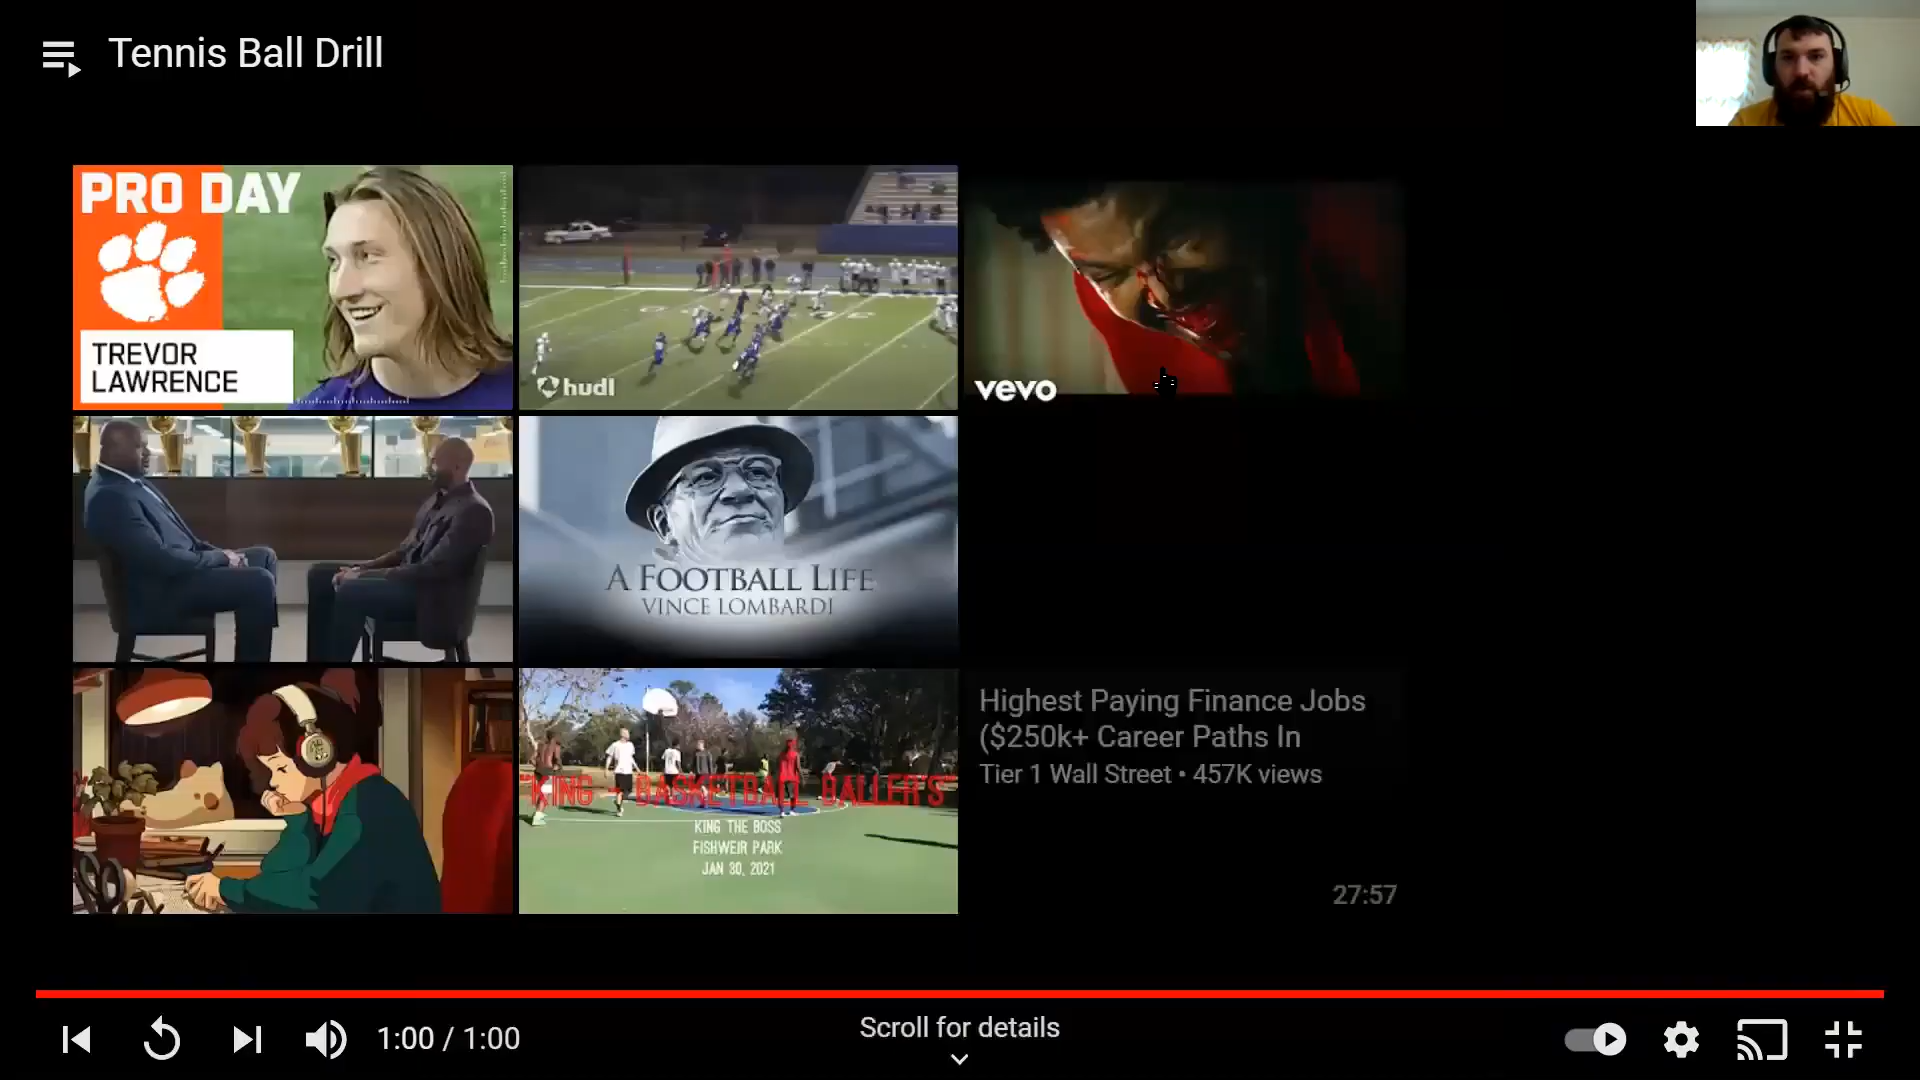 Tennis Ball Drill
PRO DAY
TREVOR
LAWRENCE
hudl
vevo
A FOOTBALL LIFE
VINCE LOMBARDI
"KING - BASKETBALL BALLER'S"
KING THE BOSS
FISHWEIR PARK
JAN 30, 2021
Highest Paying Finance Jobs
($250k+ Career Paths In
Tier 1 Wall Street • 457K views
27:57
1:00 / 1:00
Scroll for details